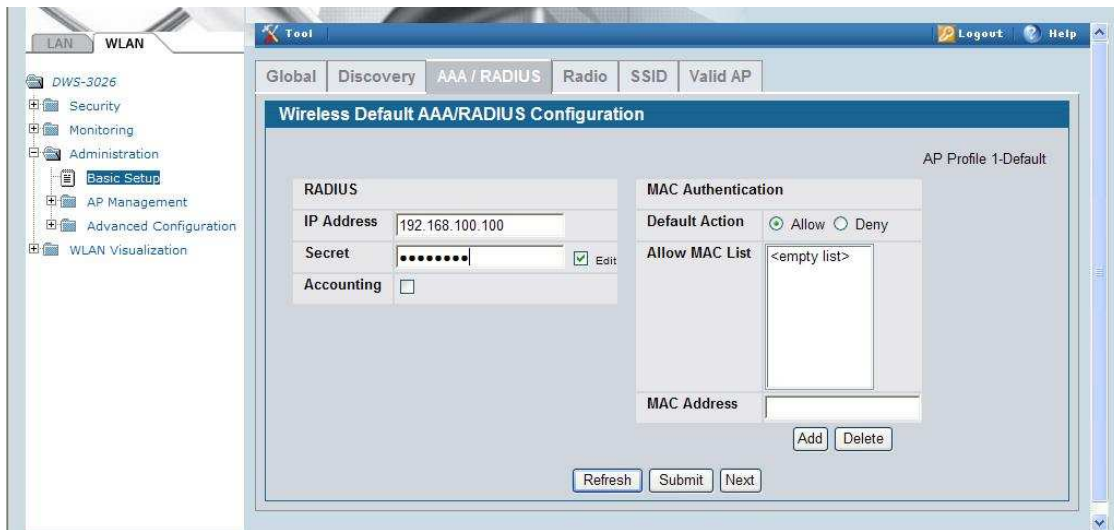 LAN WLAN
Tool Logout Help
DWS-3026
Security
Monitoring
Administration
Basic Setup
AP Management
Advanced Configuration
WLAN Visualization
Global Discovery AAA / RADIUS Radio SSID Valid AP
Wireless Default AAA/RADIUS Configuration
AP Profile 1-Default
RADIUS
IP Address 192.168.100.100
Secret •••••••• Edit
Accounting
MAC Authentication
Default Action Allow Deny
Allow MAC List <empty list>
MAC Address
Add Delete
Refresh Submit Next